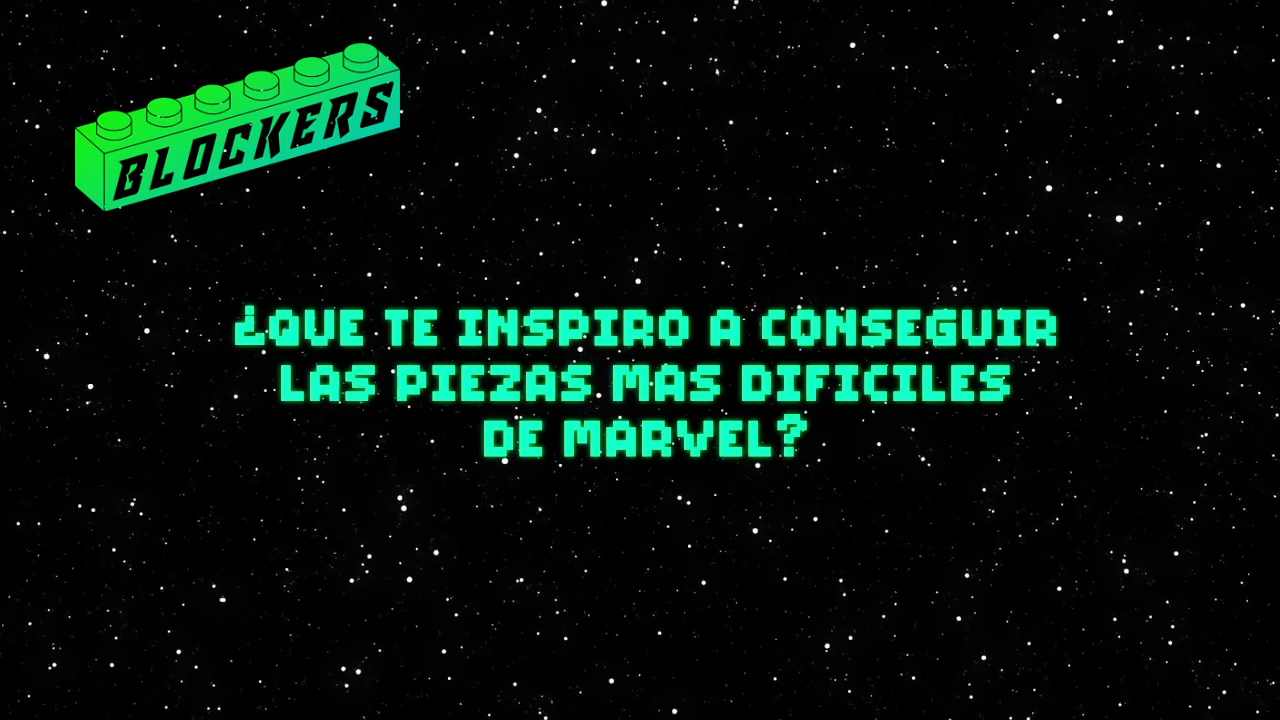 BLOCKERS
¿QUE TE INSPIRO A CONSEGUIR
LAS PIEZAS MAS DIFICILES
DE MARVEL?